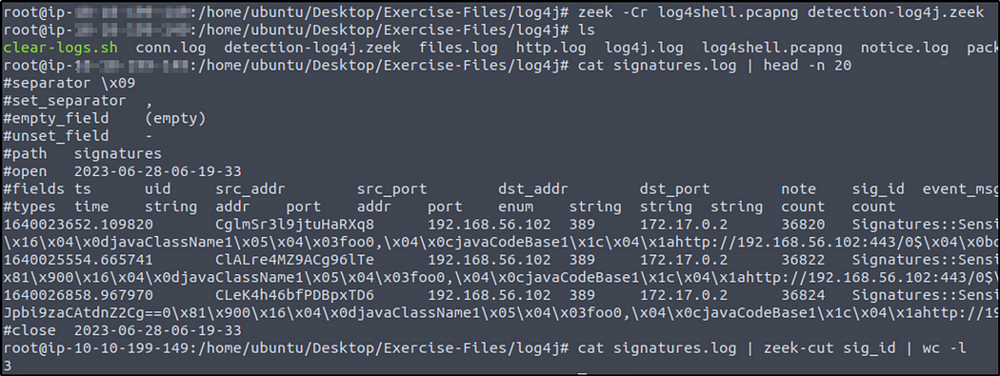 root@ip-:/home/ubuntu/Desktop/Exercise-Files/log4j# zeek -Cr log4shell.pcapng detection-log4j.zeek
root@ip-:/home/ubuntu/Desktop/Exercise-Files/log4j# ls
clear-logs.sh conn.log detection-log4j.zeek files.log http.log log4j.log log4shell.pcapng notice.log pack
root@ip-:/home/ubuntu/Desktop/Exercise-Files/log4j# cat signatures.log | head -n 20
#separator \x09
#set_separator ,
#empty_field (empty)
#unset_field -
#path signatures
#open 2023-06-28-06-19-33
#fields ts uid src_addr src_port dst_addr dst_port note sig_id event_msg
#types time string addr port addr port enum string string string count count
1640023652.109820 CglmSr3l9jtuHaRXq8 192.168.56.102 389 172.17.0.2 36820 Signatures::Sensi
\x16\x04\x0djavaClassName1\x05\x04\x03foo0,\x04\x0cjavaCodeBase1\x1c\x04\x1ahttp://192.168.56.102:443/0$\x04\x0bo
1640025554.665741 ClALre4MZ9ACg96lTe 192.168.56.102 389 172.17.0.2 36822 Signatures::Sensi
x81\x900\x16\x04\x0djavaClassName1\x05\x04\x03foo0,\x04\x0cjavaCodeBase1\x1c\x04\x1ahttp://192.168.56.102:443/0$\
1640026858.967970 CLeK4h46bfPDBpxTD6 192.168.56.102 389 172.17.0.2 36824 Signatures::Sensi
Jpbi9zaCAtdnZ2Cg==0\x81\x900\x16\x04\x0djavaClassName1\x05\x04\x03foo0,\x04\x0cjavaCodeBase1\x1c\x04\x1ahttp://19
#close 2023-06-28-06-19-33
root@ip-10-10-199-149:/home/ubuntu/Desktop/Exercise-Files/log4j# cat signatures.log | zeek-cut sig_id | wc -l
3